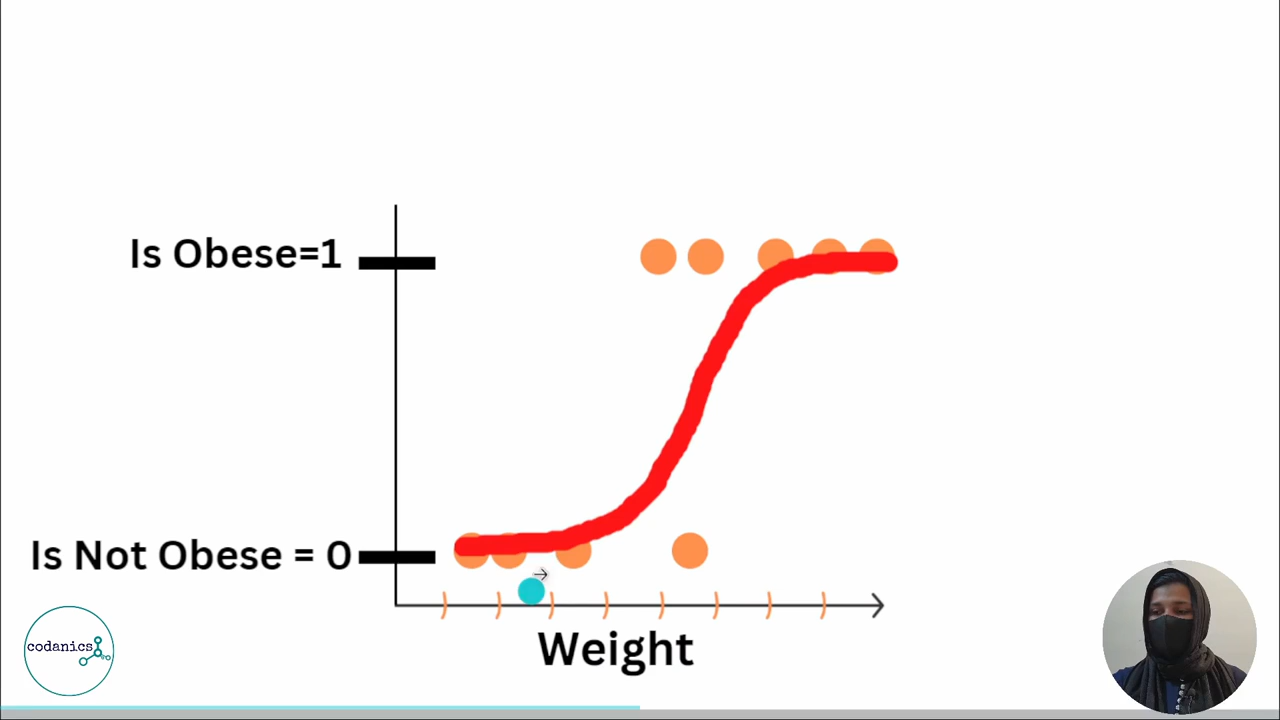 Is Obese=1
Is Not Obese = 0
Weight
codanics